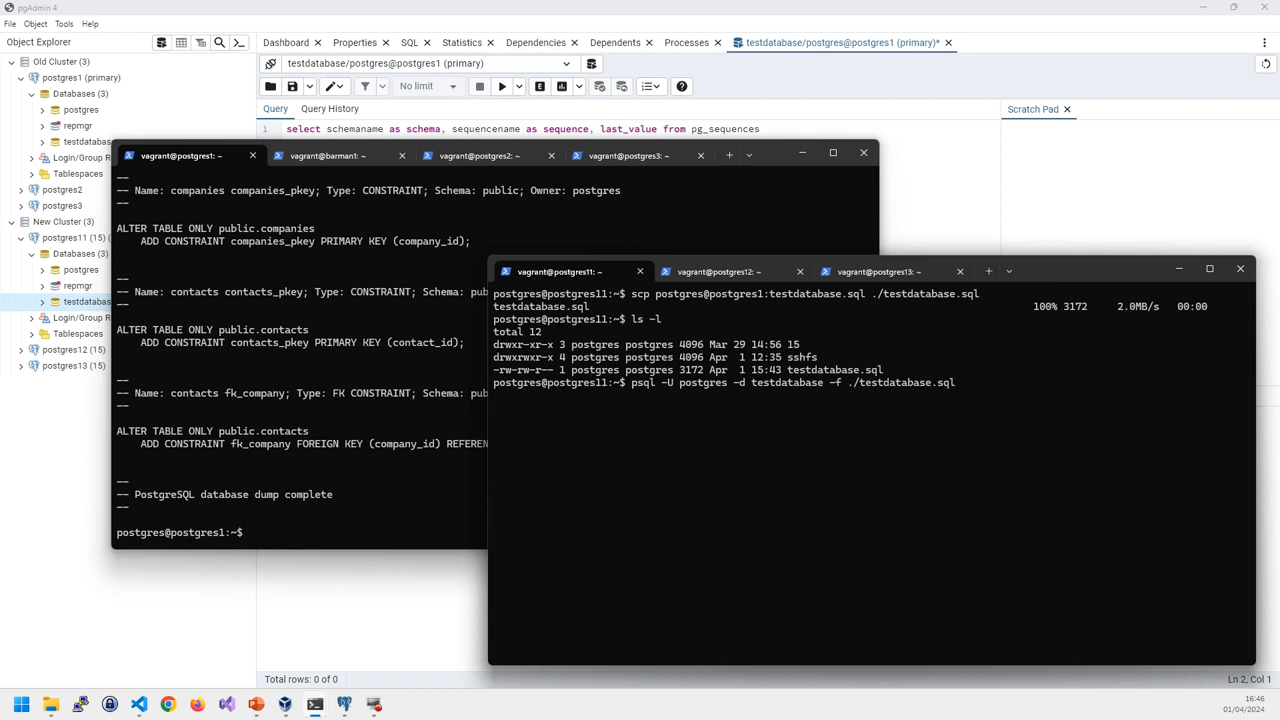 pgAdmin 4
File Object Tools Help
Object Explorer
Dashboard Properties SQL Statistics Dependencies Dependents Processes testdatabase/postgres@postgres1 (primary)*
Old Cluster (3)
postgres1 (primary)
Databases (3)
postgres
repmgr
testdatabas
Login/Group R
Tablespaces
postgres2
postgres3
New Cluster (3)
postgres11 (15)
Databases (3)
postgres
repmgr
testdatabas
Login/Group R
Tablespaces
postgres12 (15)
postgres13 (15)
testdatabase/postgres@postgres1 (primary)
No limit
Query Query History
Scratch Pad
1 select schemaname as schema, sequencename as sequence, last_value from pg_sequences
vagrant@postgres1: ~ vagrant@barman1: ~ vagrant@postgres2: ~ vagrant@postgres3: ~
--
-- Name: companies companies_pkey; Type: CONSTRAINT; Schema: public; Owner: postgres
--
ALTER TABLE ONLY public.companies
ADD CONSTRAINT companies_pkey PRIMARY KEY (company_id);
--
-- Name: contacts contacts_pkey; Type: CONSTRAINT; Schema: pub
--
ALTER TABLE ONLY public.contacts
ADD CONSTRAINT contacts_pkey PRIMARY KEY (contact_id);
--
-- Name: contacts fk_company; Type: FK CONSTRAINT; Schema: pub
--
ALTER TABLE ONLY public.contacts
ADD CONSTRAINT fk_company FOREIGN KEY (company_id) REFEREN
--
-- PostgreSQL database dump complete
--
postgres@postgres1:~$
vagrant@postgres11: ~ vagrant@postgres12: ~ vagrant@postgres13: ~
postgres@postgres11:~$ scp postgres@postgres1:testdatabase.sql ./testdatabase.sql
testdatabase.sql 100% 3172 2.0MB/s 00:00
postgres@postgres11:~$ ls -l
total 12
drwxr-xr-x 3 postgres postgres 4096 Mar 29 14:56 15
drwxrwxr-x 4 postgres postgres 4096 Apr 1 12:35 sshfs
-rw-rw-r-- 1 postgres postgres 3172 Apr 1 15:43 testdatabase.sql
postgres@postgres11:~$ psql -U postgres -d testdatabase -f ./testdatabase.sql
Total rows: 0 of 0
Ln 2, Col 1
16:46
01/04/2024